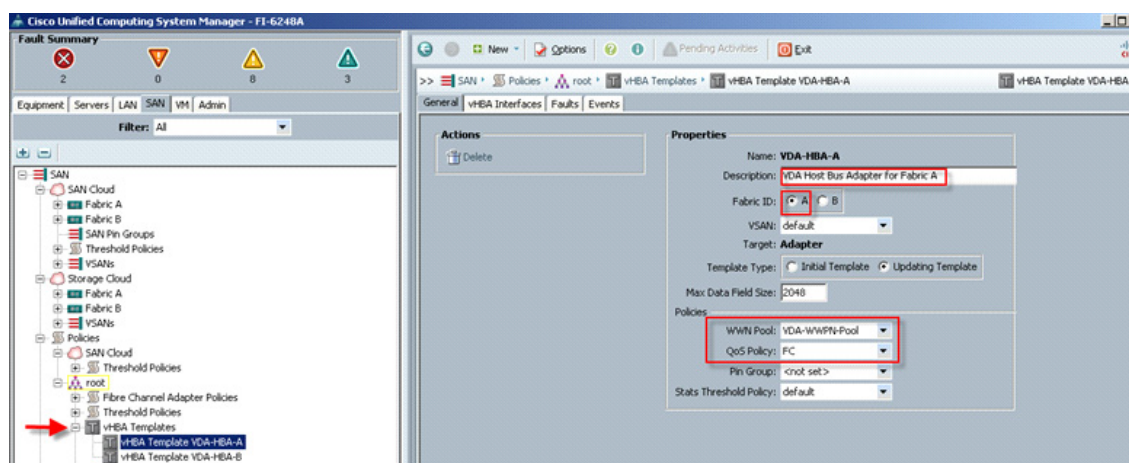 Cisco Unified Computing System Manager - FI-6248A
Fault Summary
2 0 8 3
Equipment Servers LAN SAN VM Admin
Filter: All
SAN
SAN Cloud
Fabric A
Fabric B
SAN Pin Groups
Threshold Policies
VSANs
Storage Cloud
Fabric A
Fabric B
VSANs
Policies
SAN Cloud
Threshold Policies
root
Fibre Channel Adapter Policies
Threshold Policies
vHBA Templates
vHBA Template VDA-HBA-A
vHBA Template VDA-HBA-B
New Options Pending Activities Exit
>> SAN Policies root vHBA Templates vHBA Template VDA-HBA-A vHBA Template VDA-HBA
General vHBA Interfaces Faults Events
Actions
Delete
Properties
Name: VDA-HBA-A
Description: VDA Host Bus Adapter for Fabric A
Fabric ID: A B
VSAN: default
Target: Adapter
Template Type: Initial Template Updating Template
Max Data Field Size: 2048
Policies
WWN Pool: VDA-WWPN-Pool
QoS Policy: FC
Pin Group: <not set>
Stats Threshold Policy: default